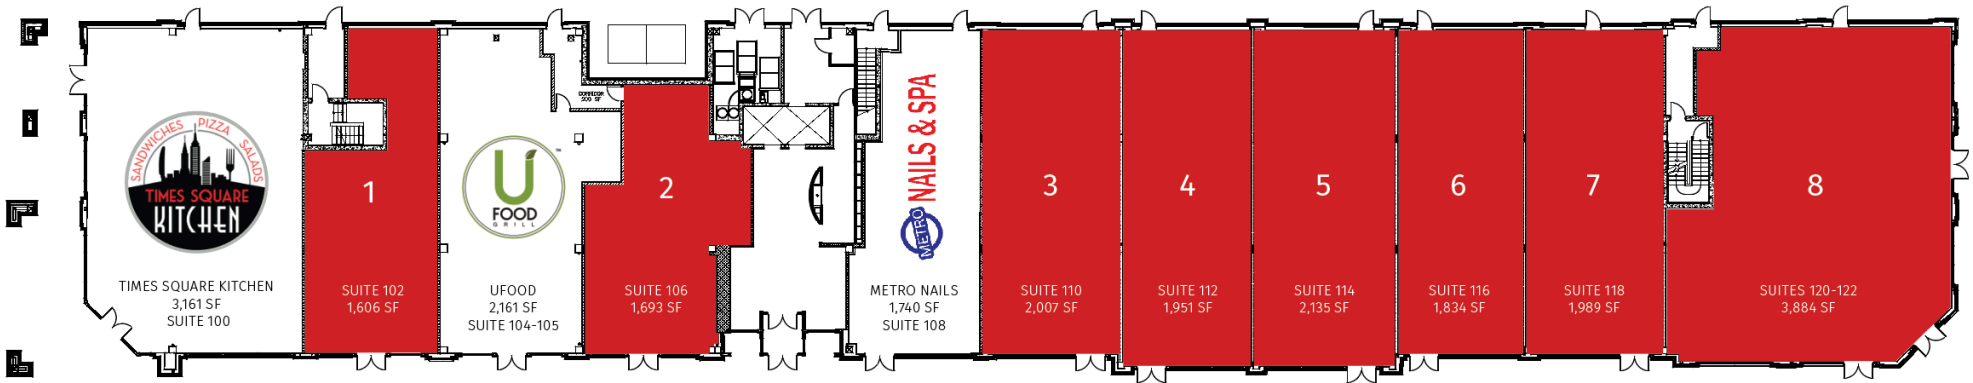 SANDWICHES PIZZA SALADS
TIMES SQUARE
KITCHEN
TIMES SQUARE KITCHEN
3,161 SF
SUITE 100
1
SUITE 102
1,606 SF
U
™
FOOD
GRILL
UFOOD
2,161 SF
SUITE 104-105
CORRIDOR
500 SF
2
SUITE 106
1,693 SF
METRO NAILS & SPA
METRO NAILS
1,740 SF
SUITE 108
3
SUITE 110
2,007 SF
4
SUITE 112
1,951 SF
5
SUITE 114
2,135 SF
6
SUITE 116
1,834 SF
7
SUITE 118
1,989 SF
8
SUITES 120-122
3,884 SF